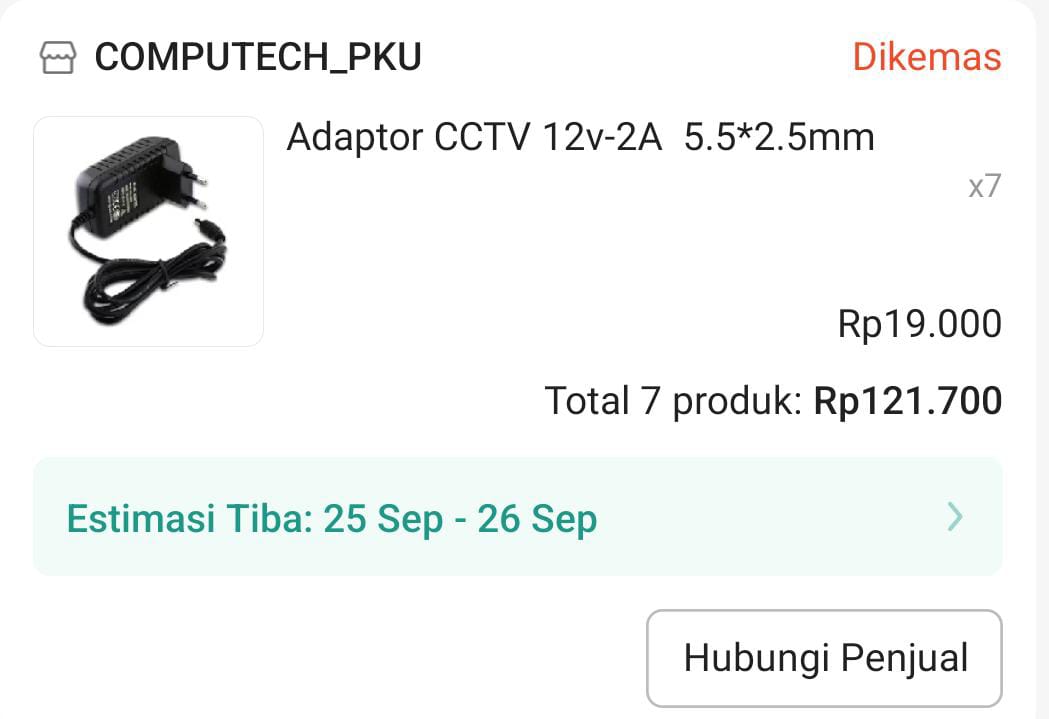 COMPUTECH_PKU
Dikemas
Adaptor CCTV 12v-2A 5.5*2.5mm
x7
Rp19.000
Total 7 produk: Rp121.700
Estimasi Tiba: 25 Sep - 26 Sep
Hubungi Penjual